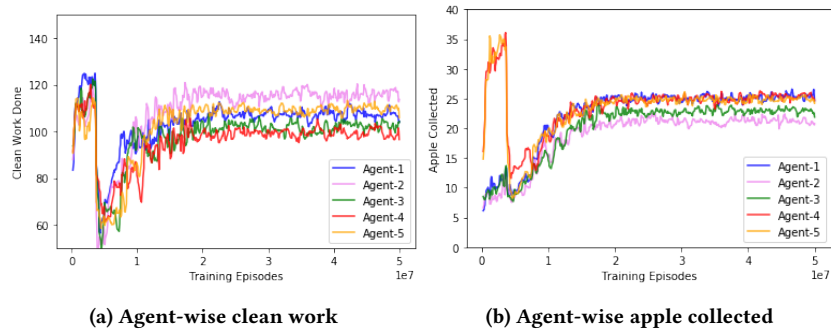 140
120
100
80
60
Clean Work Done
0
1
2
3
4
5
1e7
Training Episodes
Agent-1
Agent-2
Agent-3
Agent-4
Agent-5
(a) Agent-wise clean work
40
35
30
25
20
15
10
5
0
Apple Collected
0
1
2
3
4
5
1e7
Training Episodes
Agent-1
Agent-2
Agent-3
Agent-4
Agent-5
(b) Agent-wise apple collected